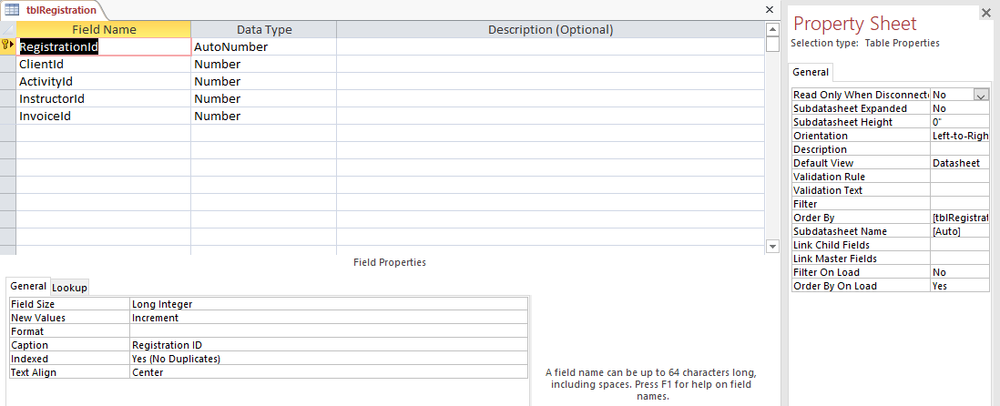 tblRegistration
Field Name Data Type Description (Optional)
RegistrationId AutoNumber
ClientId Number
ActivityId Number
InstructorId Number
InvoiceId Number
Field Properties
General Lookup
Field Size Long Integer
New Values Increment
Format
Caption Registration ID
Indexed Yes (No Duplicates)
Text Align Center
A field name can be up to 64 characters long,
including spaces. Press F1 for help on field
names.
Property Sheet
Selection type: Table Properties
General
Read Only When Disconnecte No
Subdatasheet Expanded No
Subdatasheet Height 0"
Orientation Left-to-Righ
Description
Default View Datasheet
Validation Rule
Validation Text
Filter
Order By [tblRegistrat
Subdatasheet Name [Auto]
Link Child Fields
Link Master Fields
Filter On Load No
Order By On Load Yes